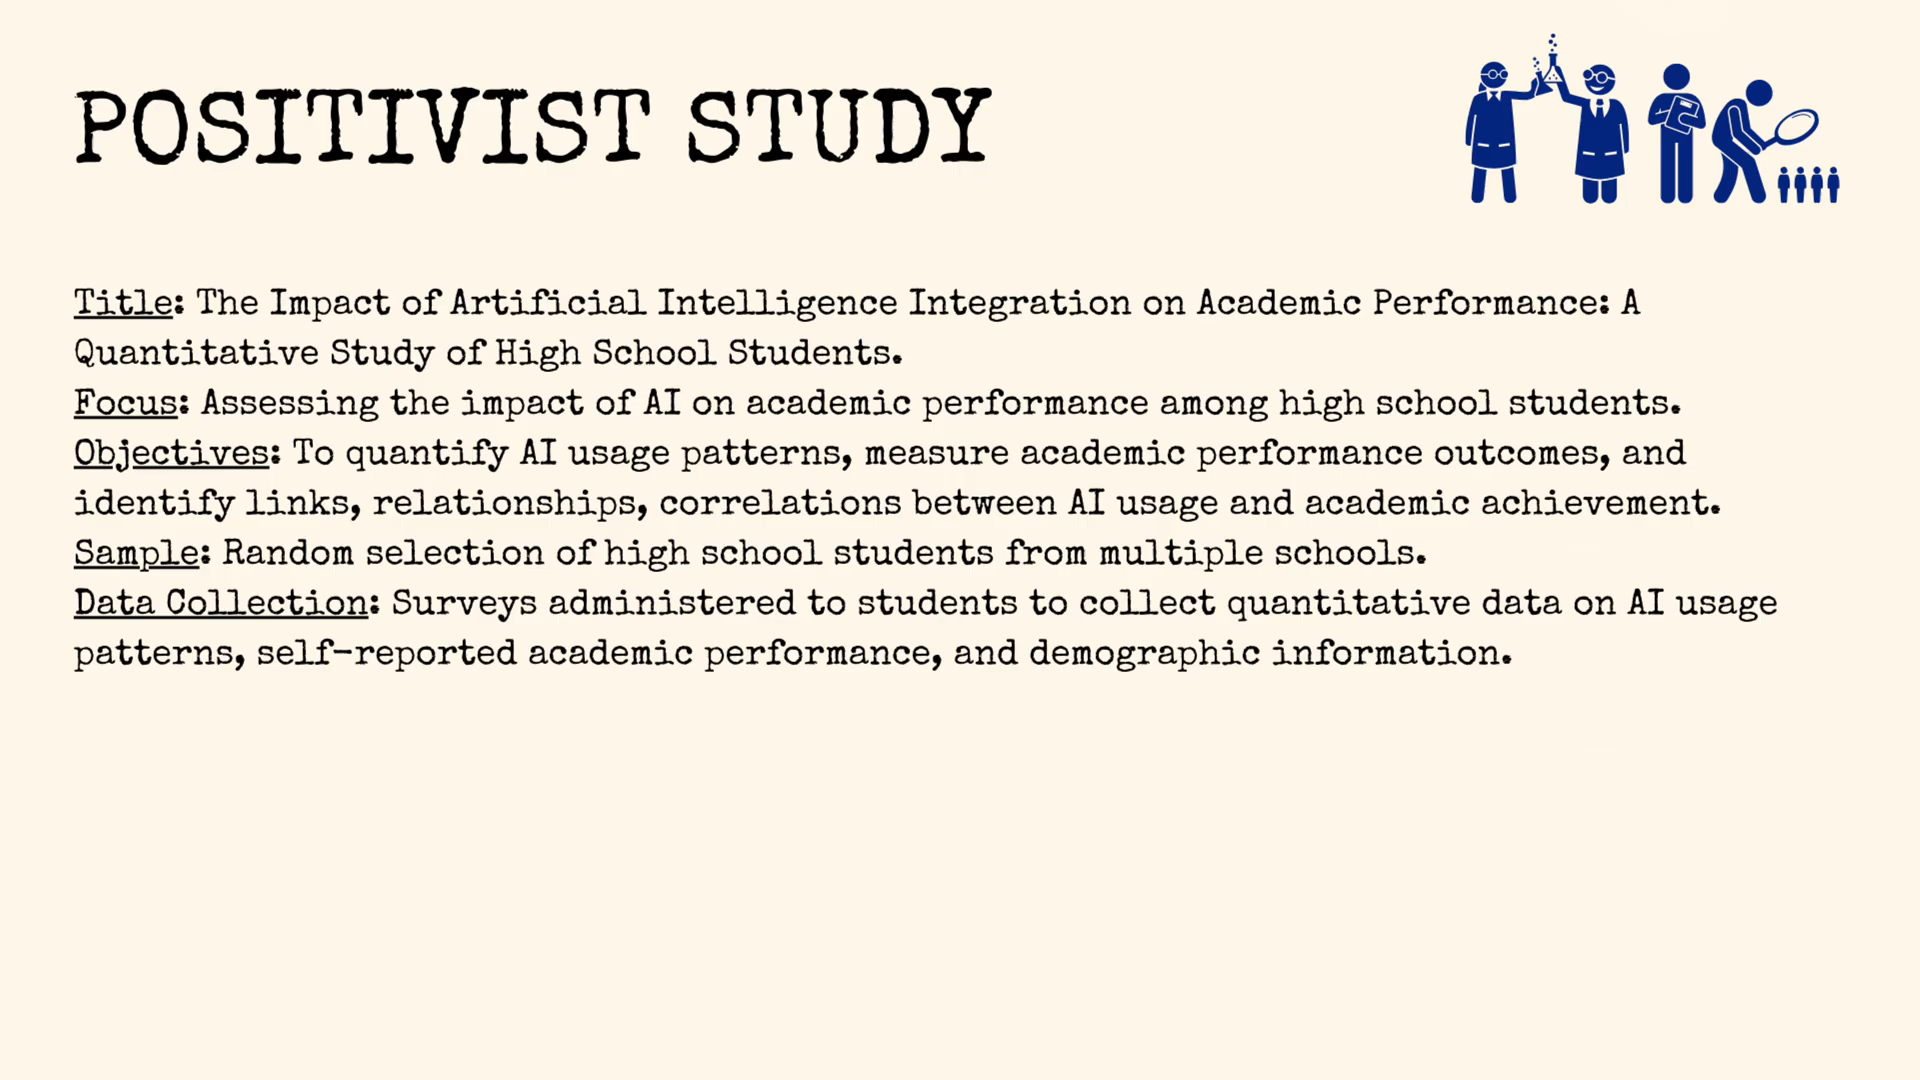 POSITIVIST STUDY
Title: The Impact of Artificial Intelligence Integration on Academic Performance: A
Quantitative Study of High School Students.
Focus: Assessing the impact of AI on academic performance among high school students.
Objectives: To quantify AI usage patterns, measure academic performance outcomes, and
identify links, relationships, correlations between AI usage and academic achievement.
Sample: Random selection of high school students from multiple schools.
Data Collection: Surveys administered to students to collect quantitative data on AI usage
patterns, self-reported academic performance, and demographic information.